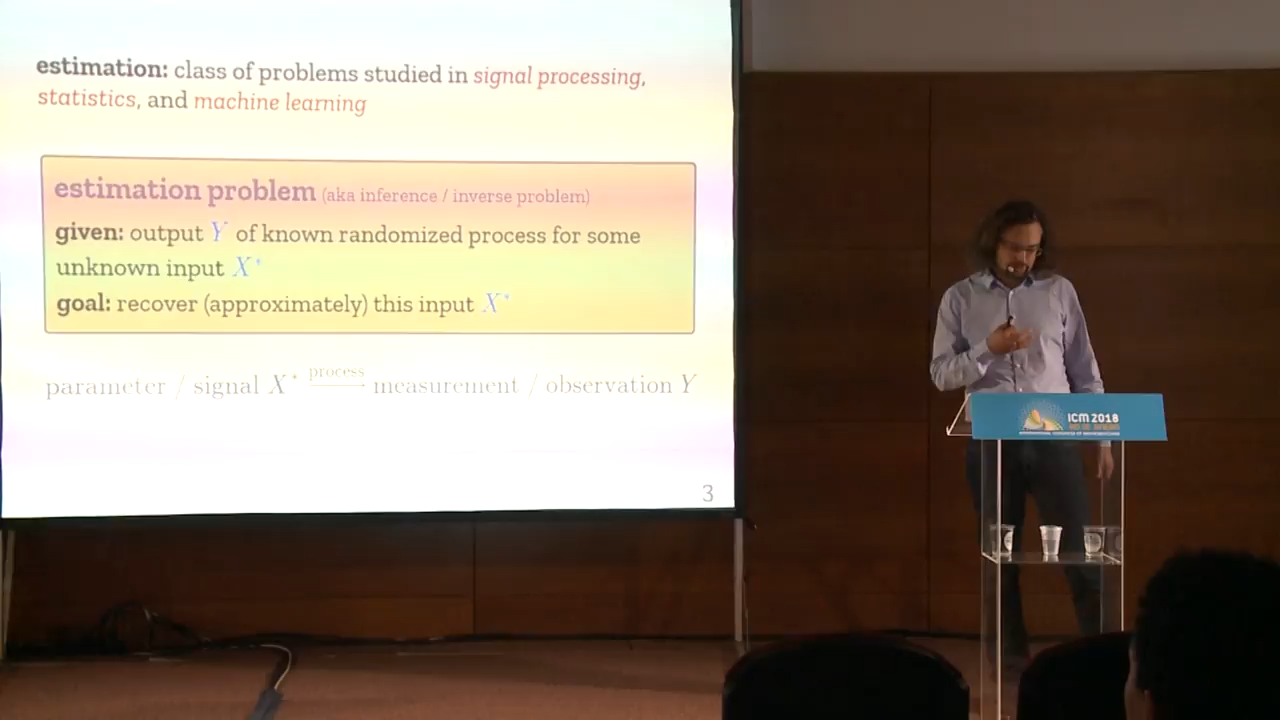 estimation: class of problems studied in signal processing,
statistics, and machine learning
estimation problem (aka inference / inverse problem)
given: output Y of known randomized process for some
unknown input X*
goal: recover (approximately) this input X*
process
parameter / signal X* measurement / observation Y
3
ICM 2018